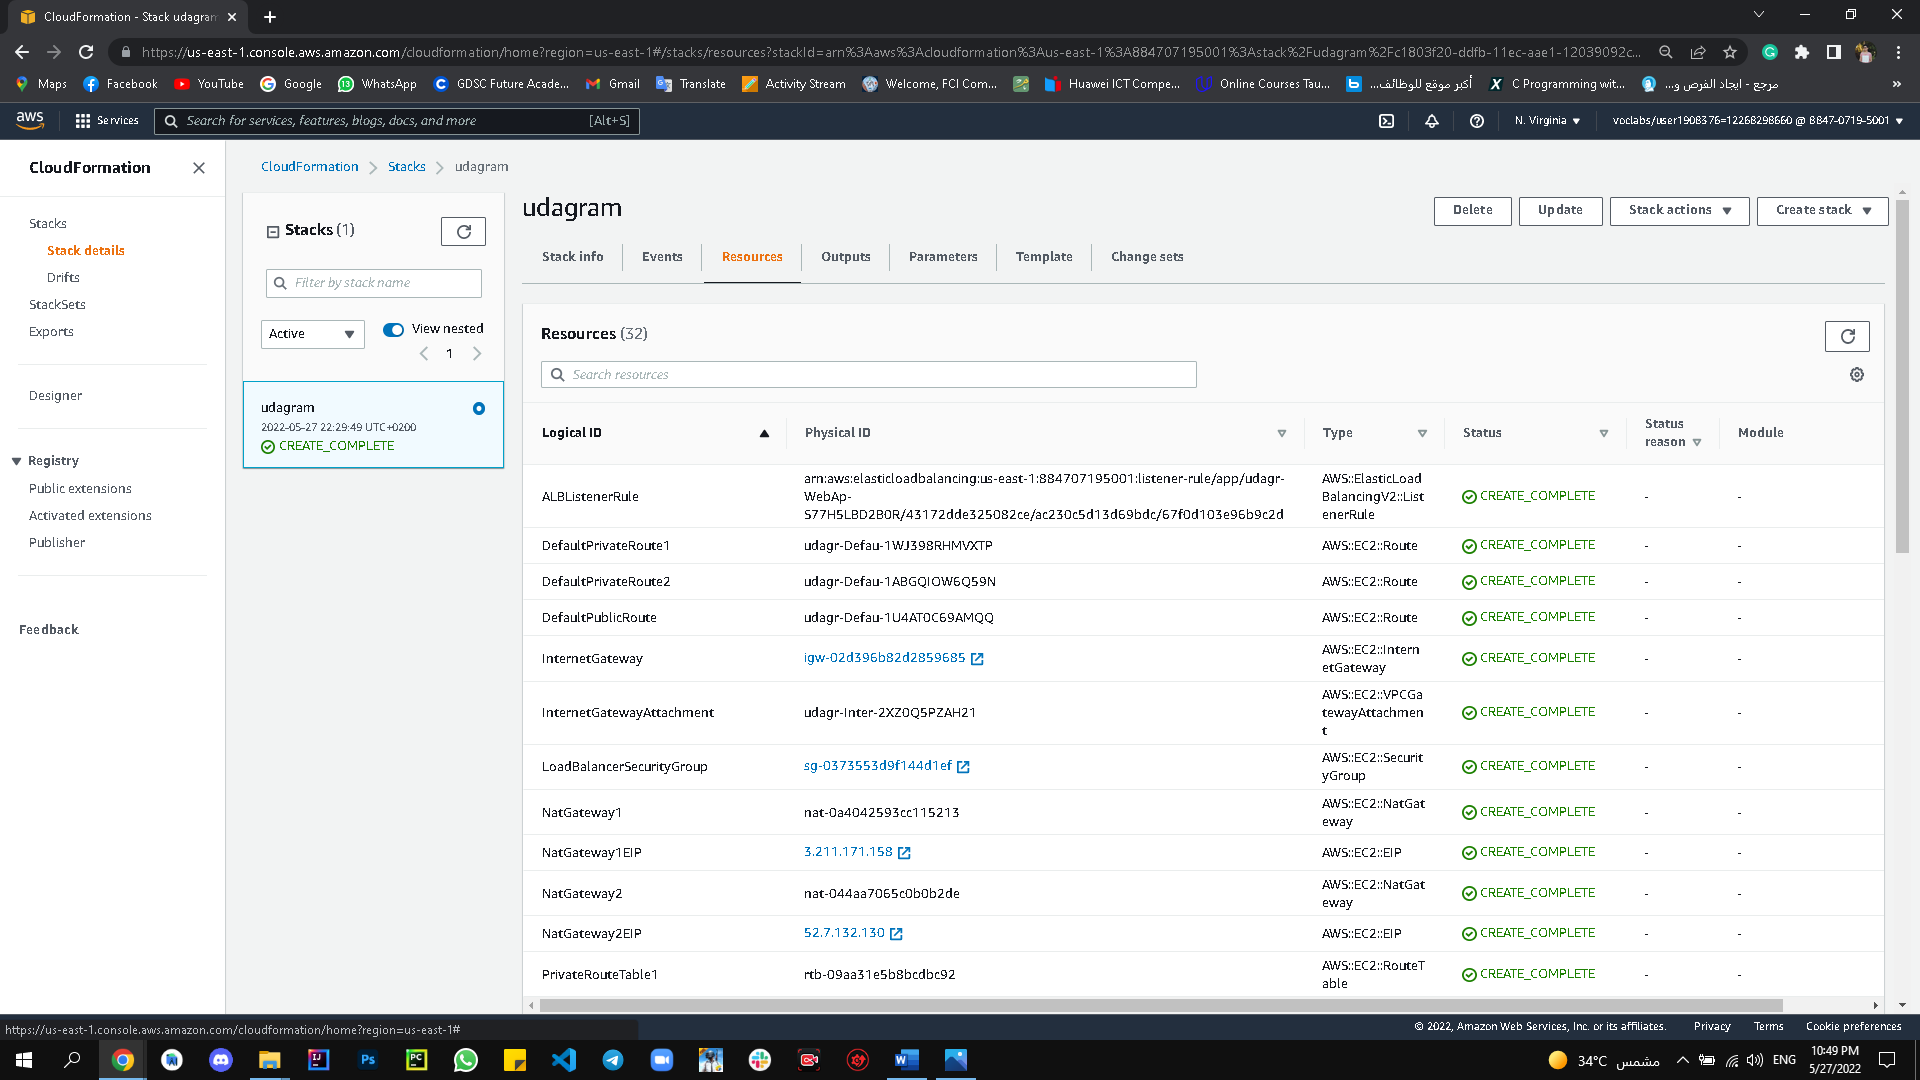 CloudFormation - Stack udagram
https://us-east-1.console.aws.amazon.com/cloudformation/home?region=us-east-1#/stacks/resources?stackId=arn%3Aaws%3Acloudformation%3Aus-east-1%3A884707195001%3Astack%2Fudagram%2Fc1803f20-ddfb-11ec-aae1-12039092c...
Maps Facebook YouTube Google WhatsApp GDSC Future Acade... Gmail Translate Activity Stream Welcome, FCI Com... Huawei ICT Compe... Online Courses Tau... أكبر موقع للوظائف... C Programming wit... مرجع - ايجاد الفرص و... »
aws Services Search for services, features, blogs, docs, and more [Alt+S] N. Virginia voclabs/user1908376=12268298660 @ 8847-0719-5001
CloudFormation
Stacks
Stack details
Drifts
StackSets
Exports
Designer
Registry
Public extensions
Activated extensions
Publisher
Feedback
CloudFormation Stacks udagram
Stacks (1)
Filter by stack name
Active View nested
1
udagram
2022-05-27 22:29:49 UTC+0200
CREATE_COMPLETE
udagram
Delete Update Stack actions Create stack
Stack info Events Resources Outputs Parameters Template Change sets
Resources (32)
Search resources
Logical ID Physical ID Type Status Status reason Module
ALBListenerRule arn:aws:elasticloadbalancing:us-east-1:884707195001:listener-rule/app/udagr-WebAp-S77H5LBD2B0R/43172dde325082ce/ac230c5d13d69bdc/67f0d103e96b9c2d AWS::ElasticLoadBalancingV2::ListenerRule CREATE_COMPLETE - -
DefaultPrivateRoute1 udagr-Defau-1WJ398RHMVXTP AWS::EC2::Route CREATE_COMPLETE - -
DefaultPrivateRoute2 udagr-Defau-1ABGQIOW6Q59N AWS::EC2::Route CREATE_COMPLETE - -
DefaultPublicRoute udagr-Defau-1U4AT0C69AMQQ AWS::EC2::Route CREATE_COMPLETE - -
InternetGateway igw-02d396b82d2859685 AWS::EC2::InternetGateway CREATE_COMPLETE - -
InternetGatewayAttachment udagr-Inter-2XZ0Q5PZAH21 AWS::EC2::VPCGatewayAttachment CREATE_COMPLETE - -
LoadBalancerSecurityGroup sg-0373553d9f144d1ef AWS::EC2::SecurityGroup CREATE_COMPLETE - -
NatGateway1 nat-0a4042593cc115213 AWS::EC2::NatGateway CREATE_COMPLETE - -
NatGateway1EIP 3.211.171.158 AWS::EC2::EIP CREATE_COMPLETE - -
NatGateway2 nat-044aa7065c0b0b2de AWS::EC2::NatGateway CREATE_COMPLETE - -
NatGateway2EIP 52.7.132.130 AWS::EC2::EIP CREATE_COMPLETE - -
PrivateRouteTable1 rtb-09aa31e5b8bcdbc92 AWS::EC2::RouteTable CREATE_COMPLETE - -
https://us-east-1.console.aws.amazon.com/cloudformation/home?region=us-east-1#
© 2022, Amazon Web Services, Inc. or its affiliates. Privacy Terms Cookie preferences
34°C مشمس ENG 10:49 PM
5/27/2022